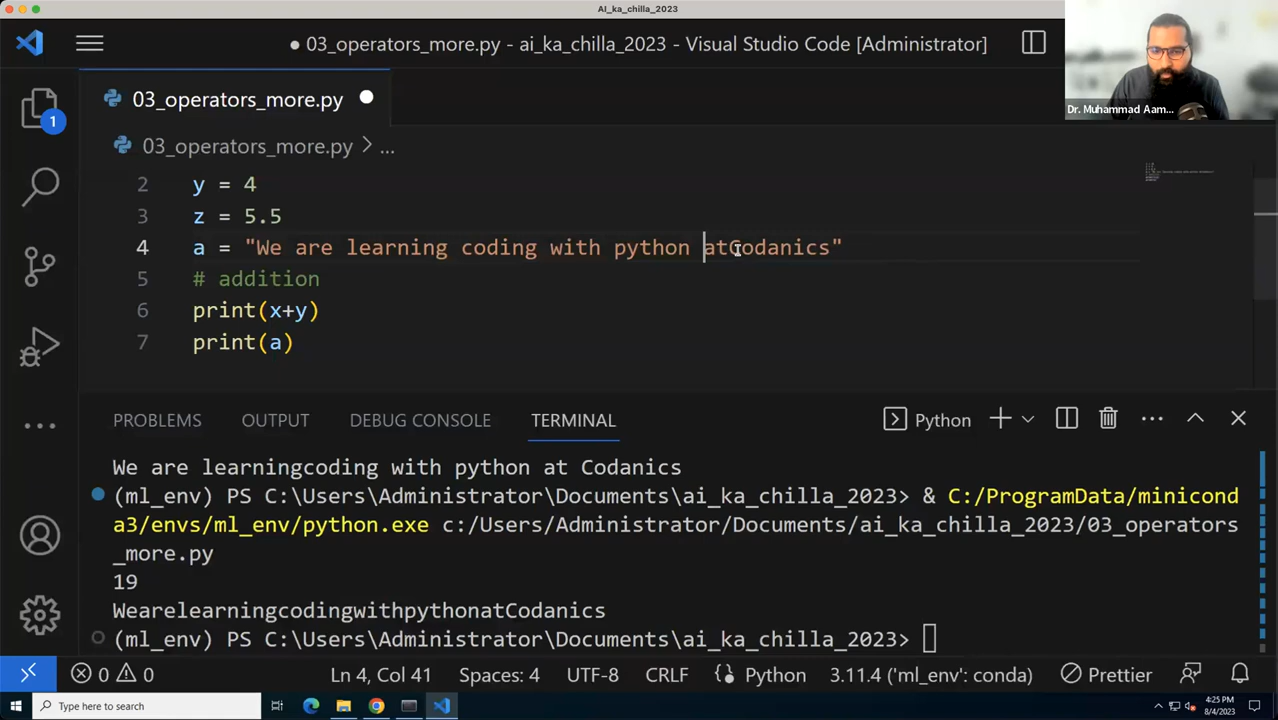 AI_ka_chilla_2023
● 03_operators_more.py - ai_ka_chilla_2023 - Visual Studio Code [Administrator]
Dr. Muhammad Aam...
03_operators_more.py
1
03_operators_more.py > ...
2 y = 4
3 z = 5.5
4 a = "We are learning coding with python atCodanics"
5 # addition
6 print(x+y)
7 print(a)
PROBLEMS OUTPUT DEBUG CONSOLE TERMINAL Python
We are learningcoding with python at Codanics
(ml_env) PS C:\Users\Administrator\Documents\ai_ka_chilla_2023> & C:/ProgramData/minicond
a3/envs/ml_env/python.exe c:/Users/Administrator/Documents/ai_ka_chilla_2023/03_operators
_more.py
19
WearelearningcodingwithpythonatCodanics
(ml_env) PS C:\Users\Administrator\Documents\ai_ka_chilla_2023>
0 0 Ln 4, Col 41 Spaces: 4 UTF-8 CRLF Python 3.11.4 ('ml_env': conda) Prettier
Type here to search
4:25 PM
8/4/2023